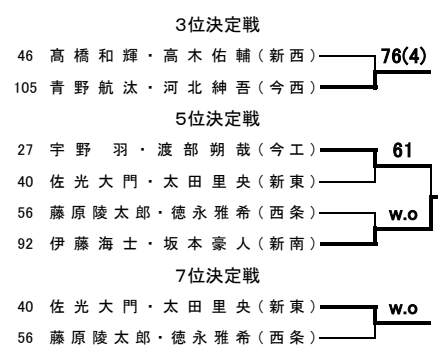 3位決定戦
46 髙橋和輝・高木佑輔(新西) 76(4)
105 青野航汰・河北紳吾(今西)
5位決定戦
27 宇野 羽・渡部朔哉(今工) 61
40 佐光大門・太田里央(新東)
56 藤原陵太郎・徳永雅希(西条) w.o
92 伊藤海士・坂本豪人(新南)
7位決定戦
40 佐光大門・太田里央(新東) w.o
56 藤原陵太郎・徳永雅希(西条)